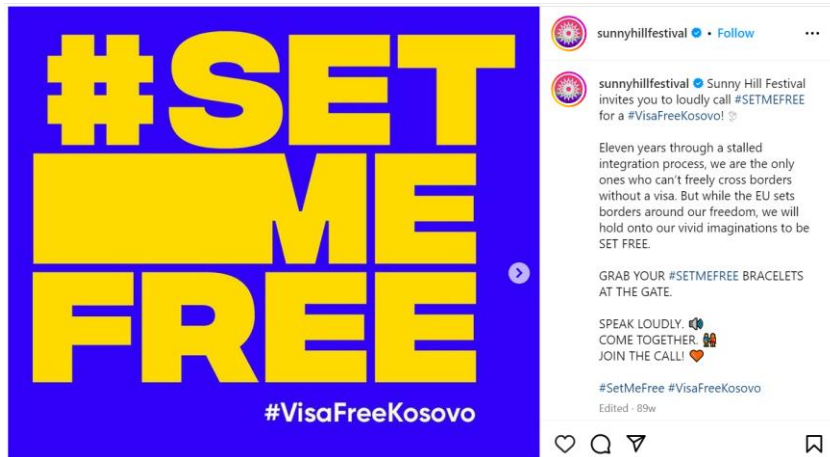 #SET
ME
FREE
#VisaFreeKosovo
sunnyhillfestival • Follow
sunnyhillfestival Sunny Hill Festival
invites you to loudly call #SETMEFREE
for a #VisaFreeKosovo!
Eleven years through a stalled
integration process, we are the only
ones who can't freely cross borders
without a visa. But while the EU sets
borders around our freedom, we will
hold onto our vivid imaginations to be
SET FREE.
GRAB YOUR #SETMEFREE BRACELETS
AT THE GATE.
SPEAK LOUDLY.
COME TOGETHER.
JOIN THE CALL!
#SetMeFree #VisaFreeKosovo
Edited · 89w